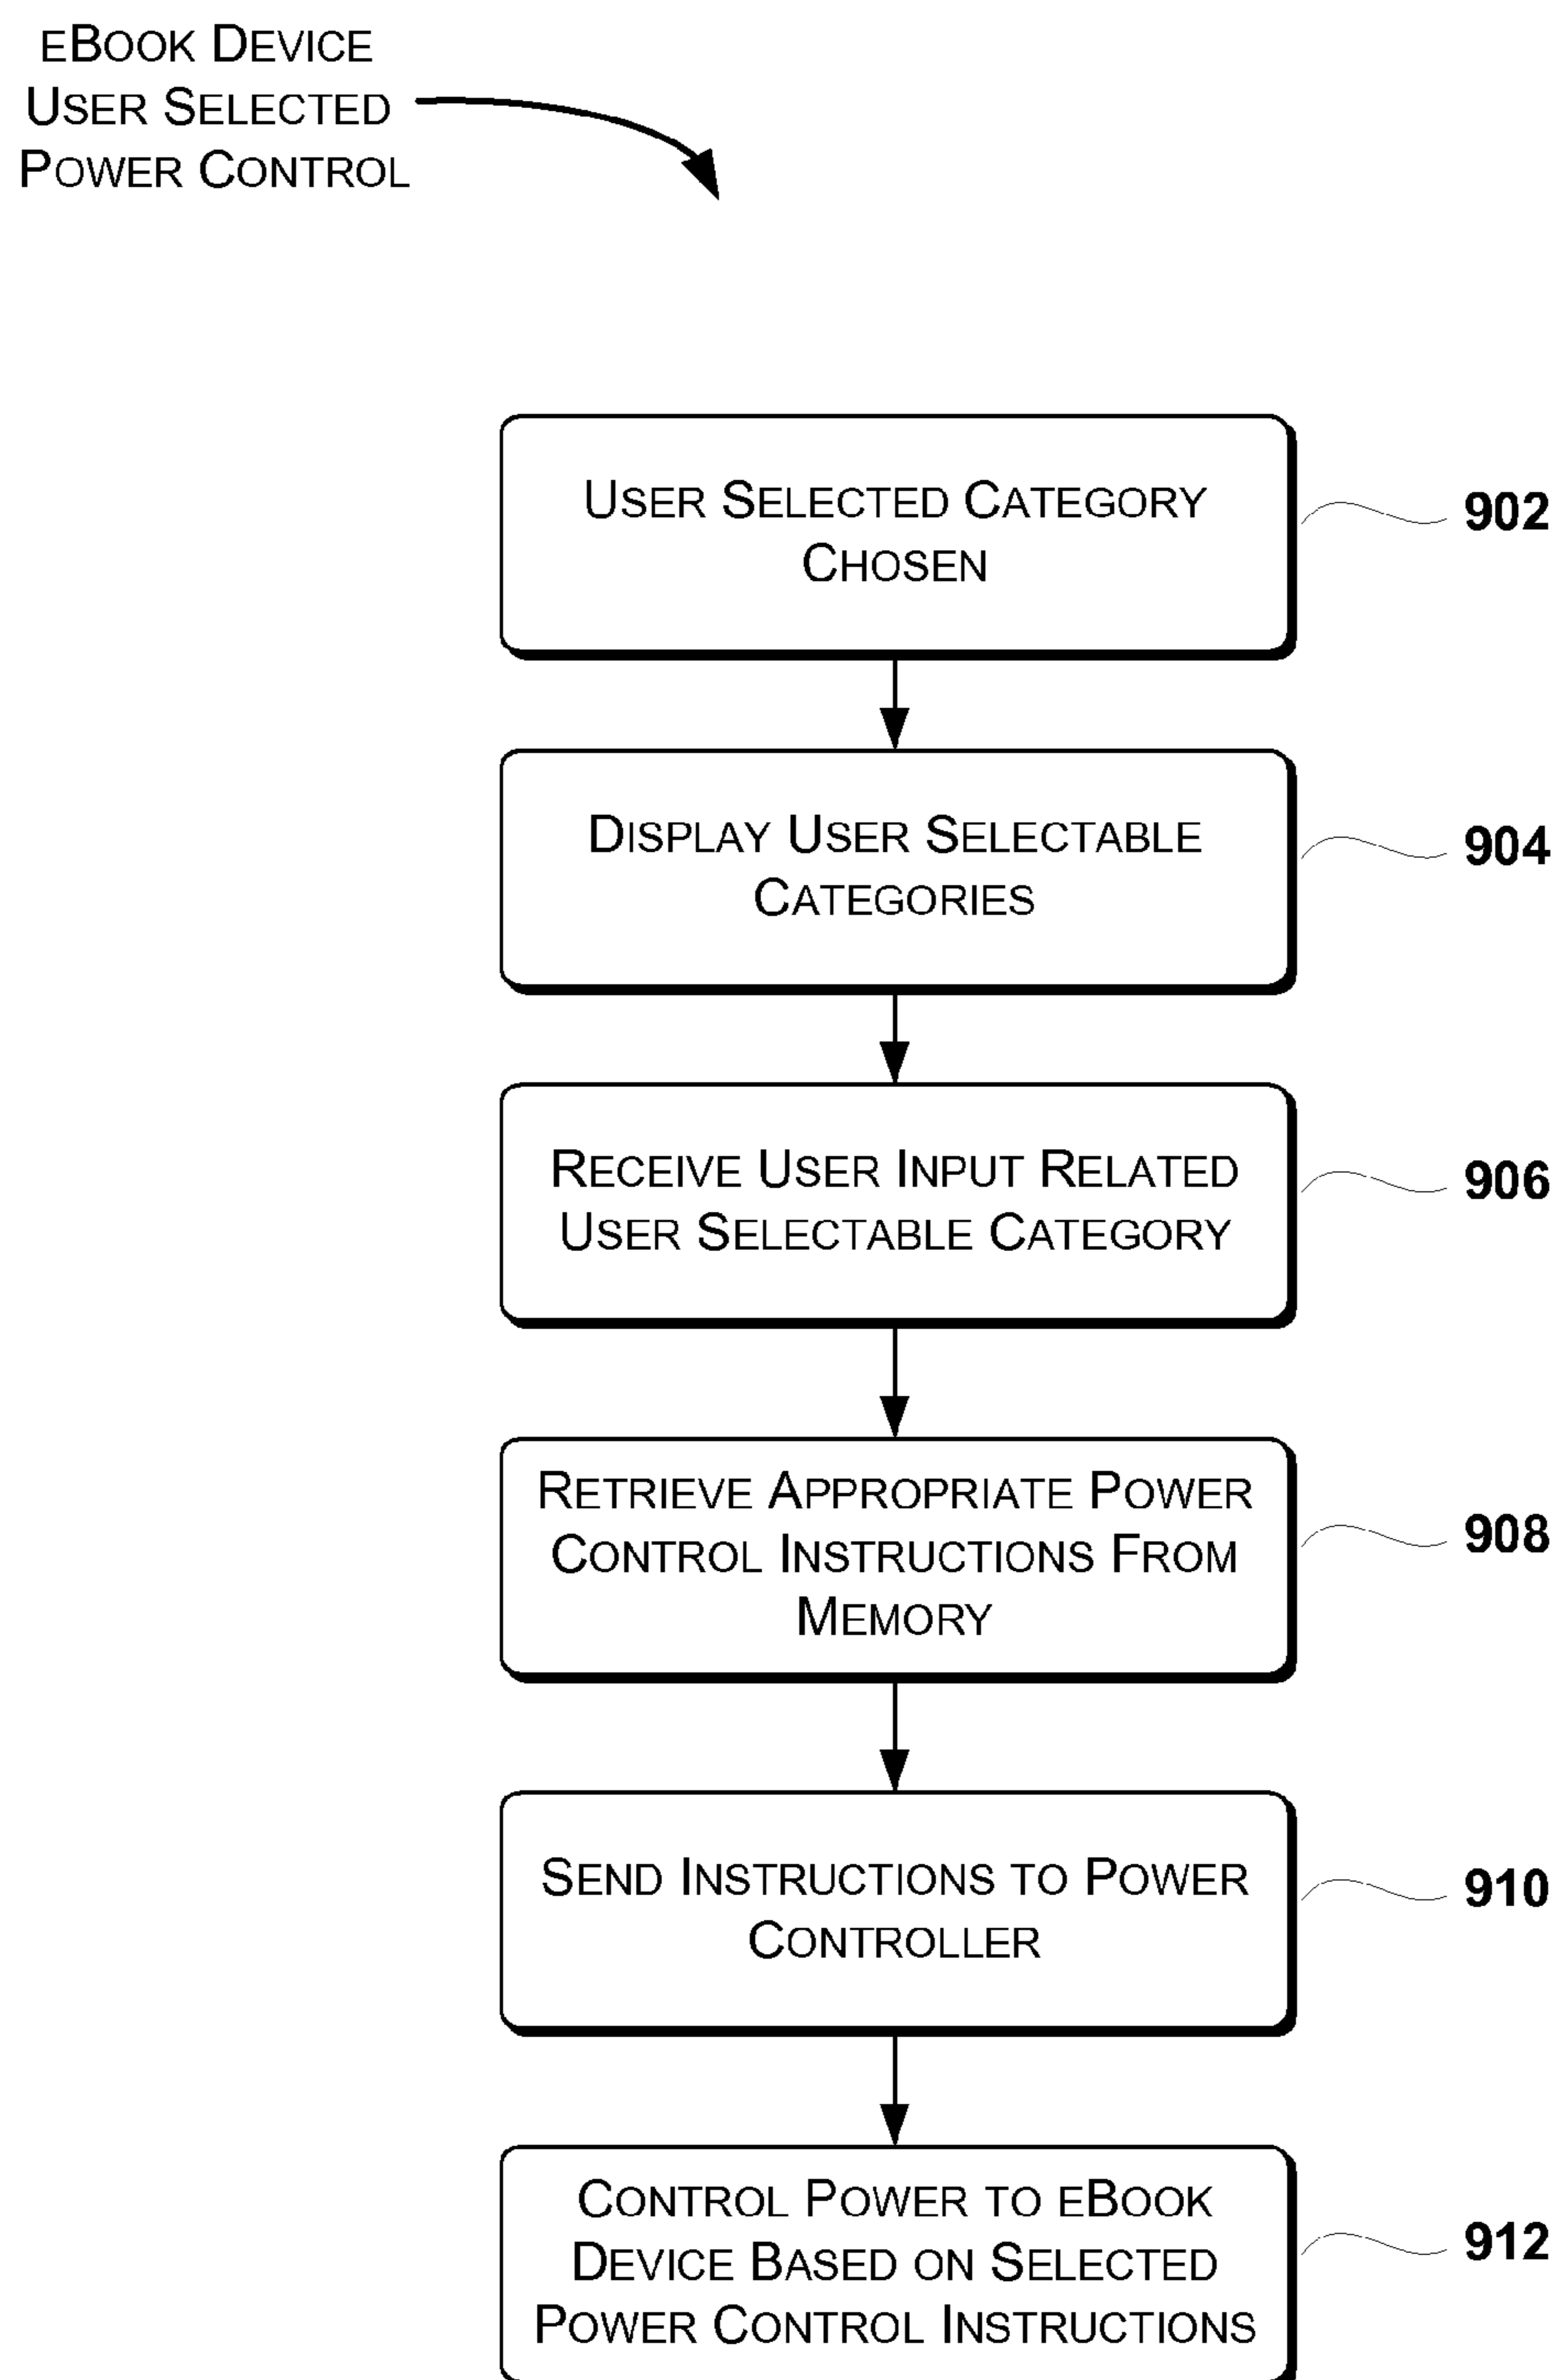 eBook Device
User Selected
Power Control
User Selected Category
Chosen
902
Display User Selectable
Categories
904
Receive User Input Related
User Selectable Category
906
Retrieve Appropriate Power
Control Instructions From
Memory
908
Send Instructions to Power
Controller
910
Control Power to eBook
Device Based on Selected
Power Control Instructions
912